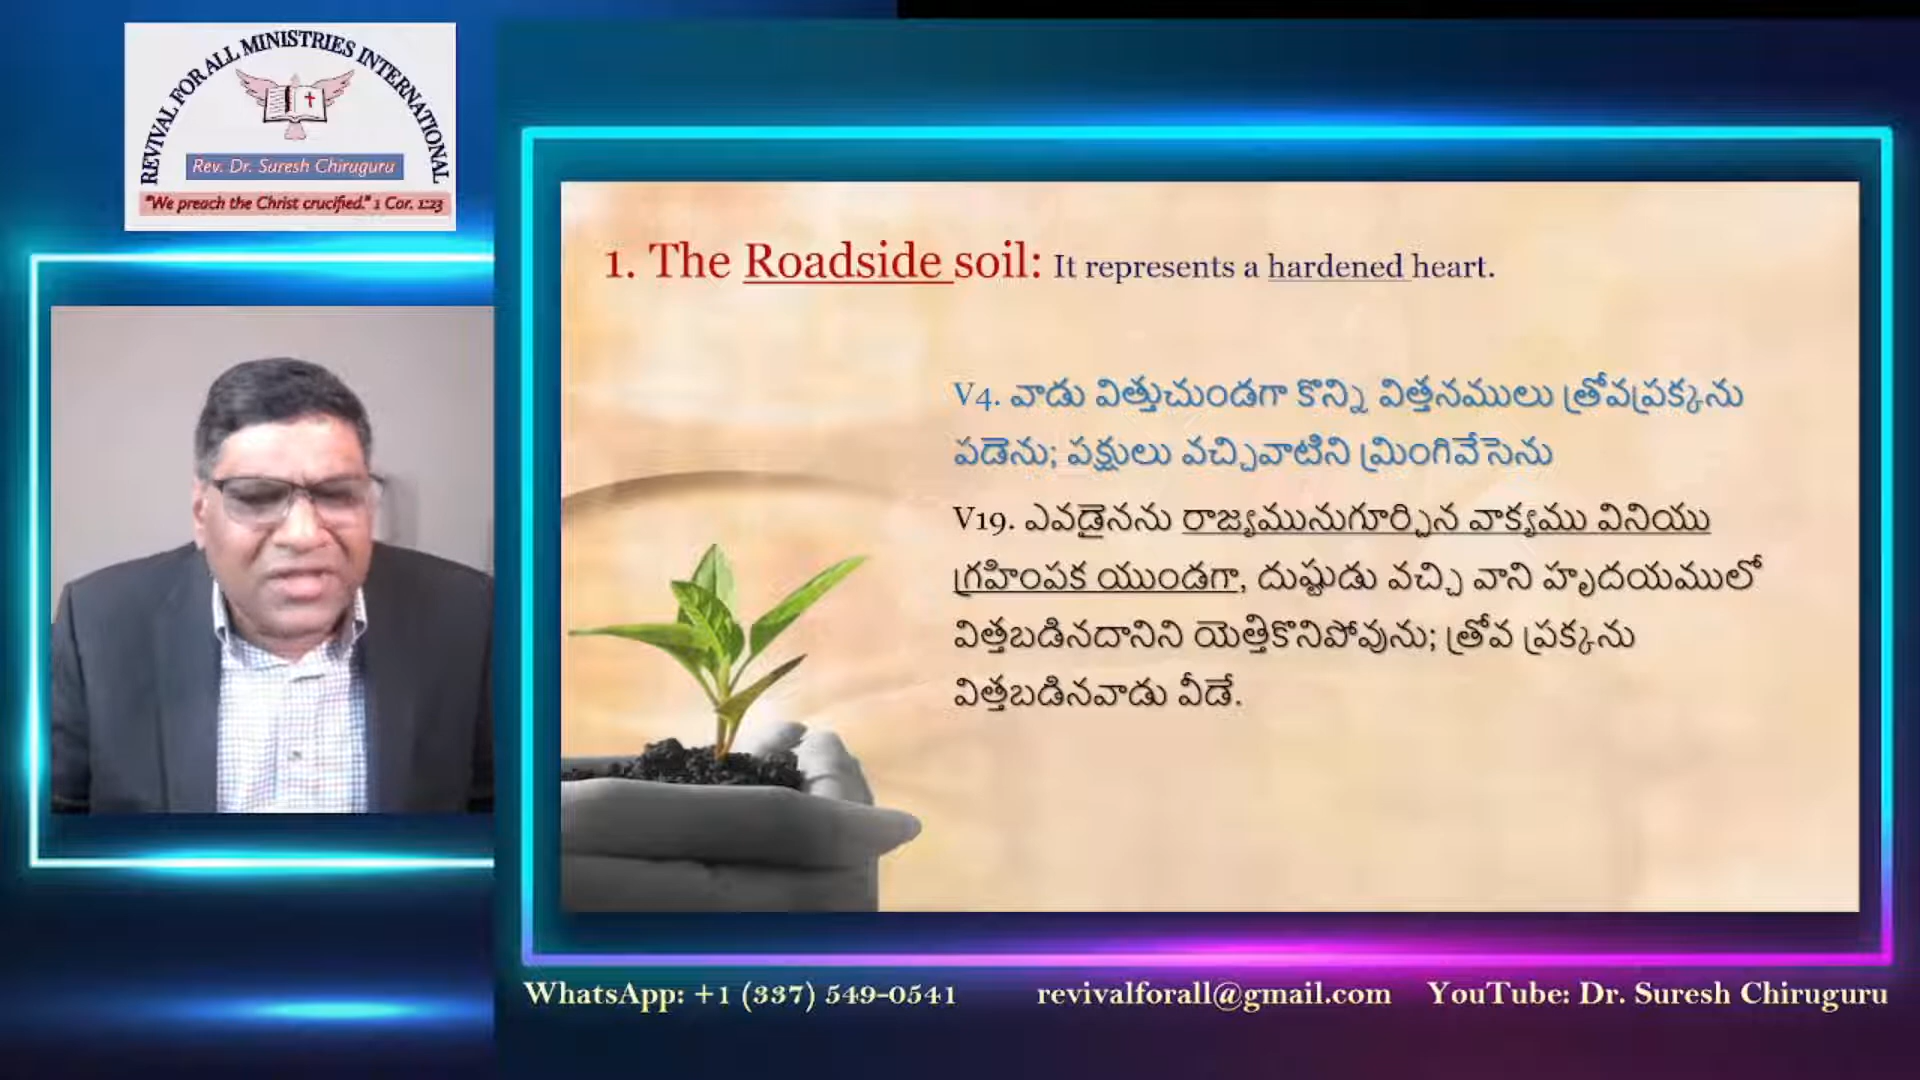 REVIVAL FOR ALL MINISTRIES INTERNATIONAL
Rev. Dr. Suresh Chiruguru
"We preach the Christ crucified." 1 Cor. 1:23
1. The Roadside soil: It represents a hardened heart.
V4. వాడు విత్తుచుండగా కొన్ని విత్తనములు త్రోవప్రక్కను
పడెను; పక్షులు వచ్చివాటిని మ్రింగివేసెను
V19. ఎవడైనను రాజ్యమునుగూర్చిన వాక్యము వినియు
గ్రహింపక యుండగా, దుష్టుడు వచ్చి వాని హృదయములో
విత్తబడినదానిని యెత్తికొనిపోవును; త్రోవ ప్రక్కను
విత్తబడినవాడు వీడే.
WhatsApp: +1 (337) 549-0541 revivalforall@gmail.com YouTube: Dr. Suresh Chiruguru